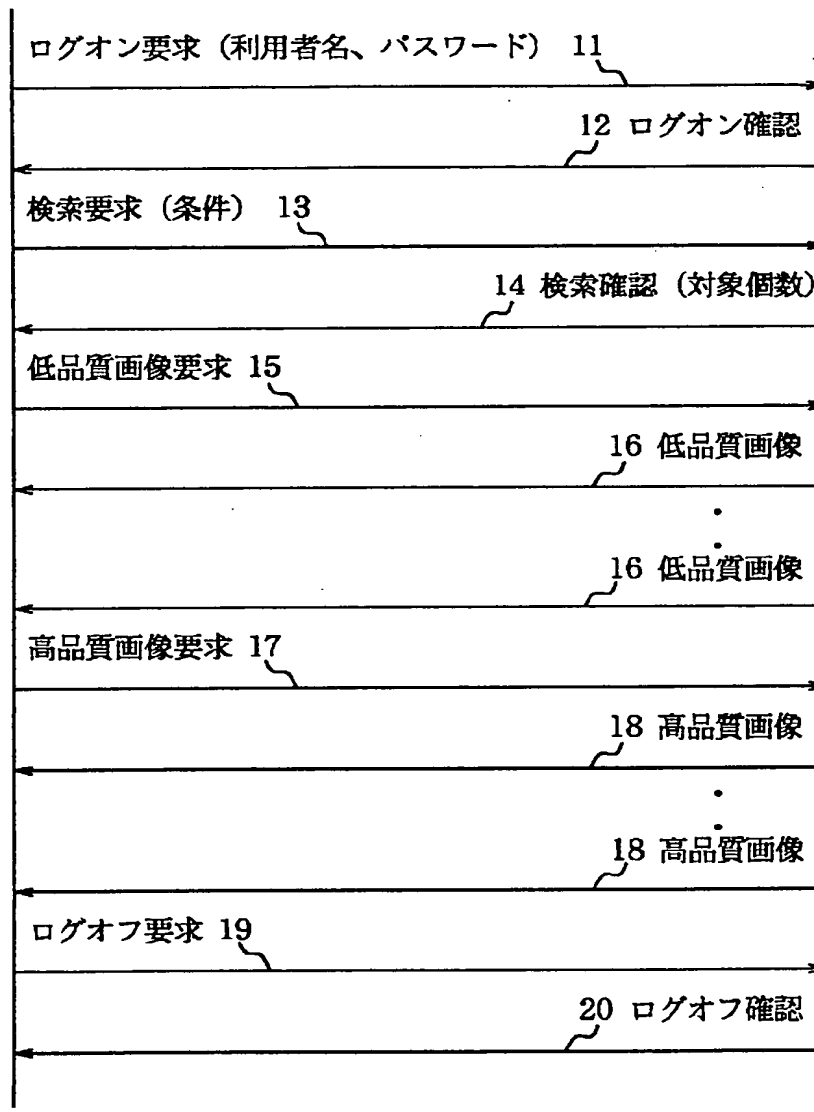 ログオン要求（利用者名、パスワード） 11
12 ログオン確認
検索要求（条件） 13
14 検索確認（対象個数）
低品質画像要求 15
16 低品質画像
16 低品質画像
高品質画像要求 17
18 高品質画像
18 高品質画像
ログオフ要求 19
20 ログオフ確認